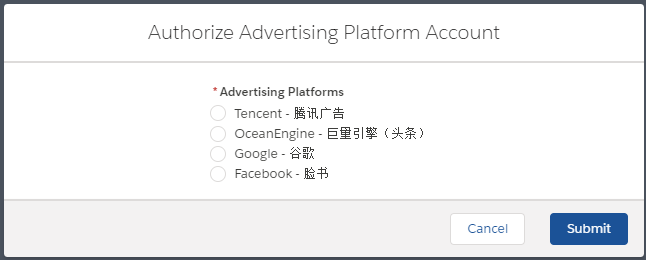 Authorize Advertising Platform Account
* Advertising Platforms
Tencent - 腾讯广告
OceanEngine - 巨量引擎（头条）
Google - 谷歌
Facebook - 脸书
Cancel
Submit